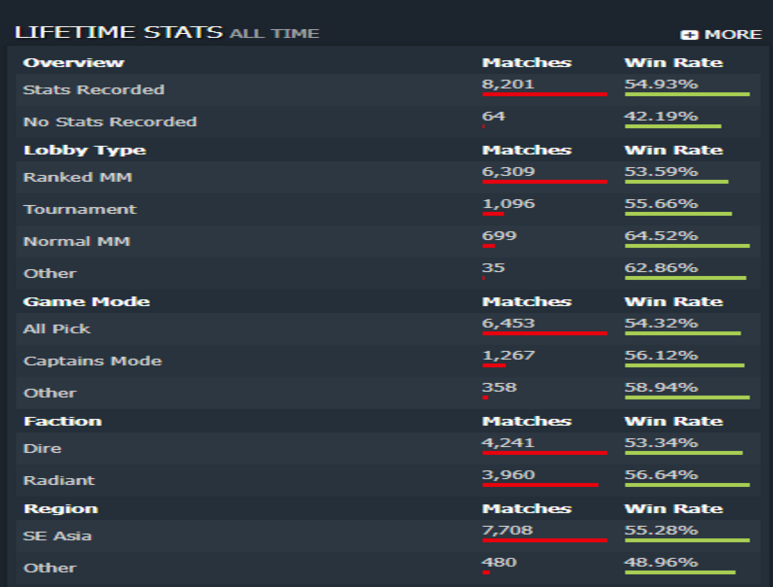 LIFETIME STATS ALL TIME MORE
Overview Matches Win Rate
Stats Recorded 8,201 54.93%
No Stats Recorded 64 42.19%
Lobby Type Matches Win Rate
Ranked MM 6,309 53.59%
Tournament 1,096 55.66%
Normal MM 699 64.52%
Other 35 62.86%
Game Mode Matches Win Rate
All Pick 6,453 54.32%
Captains Mode 1,267 56.12%
Other 358 58.94%
Faction Matches Win Rate
Dire 4,241 53.34%
Radiant 3,960 56.64%
Region Matches Win Rate
SE Asia 7,708 55.28%
Other 480 48.96%